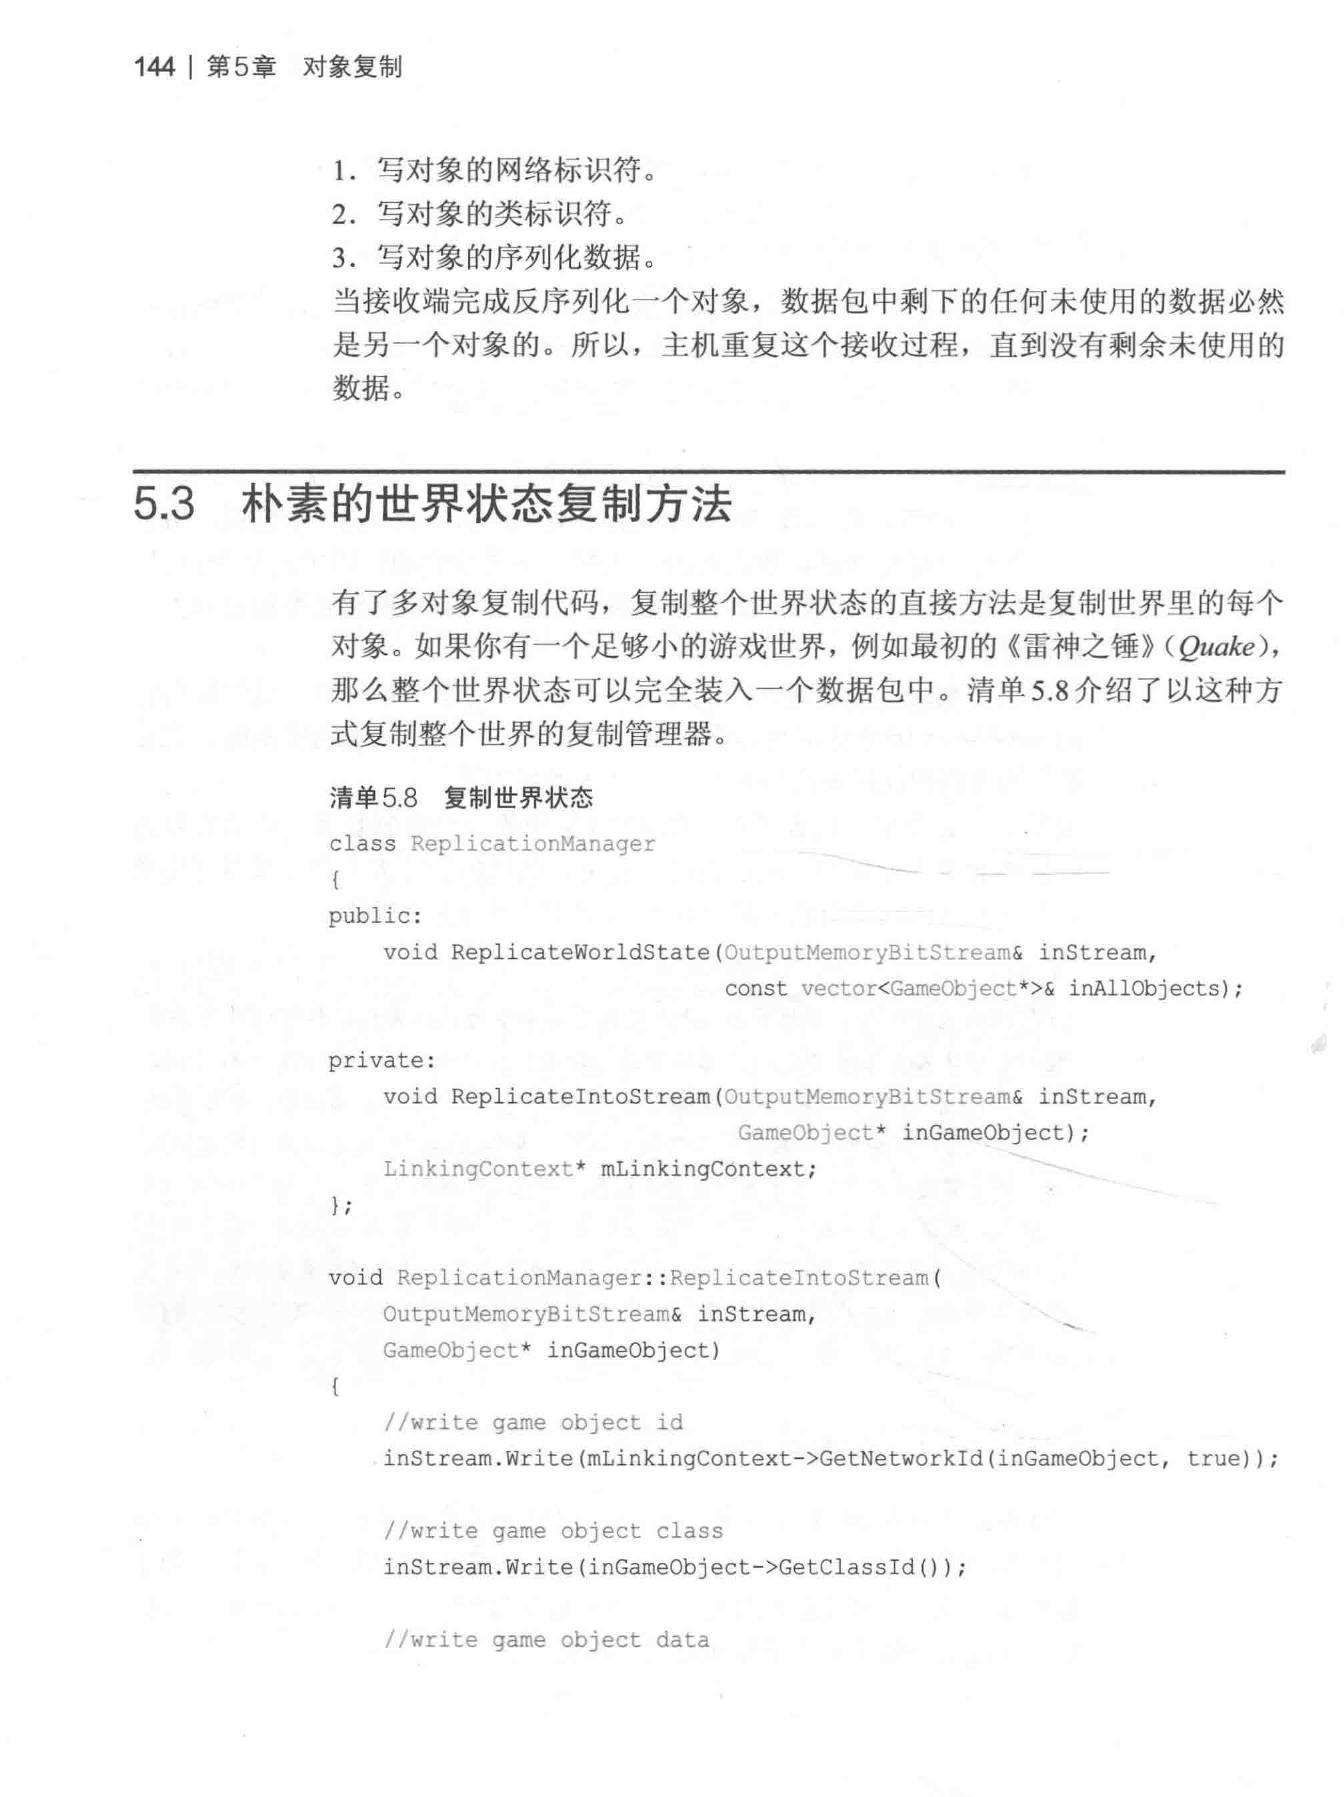 144 | 第5章 对象复制
1. 写对象的网络标识符。
2. 写对象的类标识符。
3. 写对象的序列化数据。
当接收端完成反序列化一个对象，数据包中剩下的任何未使用的数据必然
是另一个对象的。所以，主机重复这个接收过程，直到没有剩余未使用的
数据。
5.3 朴素的世界状态复制方法
有了多对象复制代码，复制整个世界状态的直接方法是复制世界里的每个
对象。如果你有一个足够小的游戏世界，例如最初的《雷神之锤》（Quake），
那么整个世界状态可以完全装入一个数据包中。清单5.8介绍了以这种方
式复制整个世界的复制管理器。
清单5.8 复制世界状态
class ReplicationManager
{
public:
    void ReplicateWorldState(OutputMemoryBitStream& inStream,
                             const vector<GameObject*>& inAllObjects);
private:
    void ReplicateIntoStream(OutputMemoryBitStream& inStream,
                              GameObject* inGameObject);
    LinkingContext* mLinkingContext;
};
void ReplicationManager::ReplicateIntoStream(
    OutputMemoryBitStream& inStream,
    GameObject* inGameObject)
{
    //write game object id
    inStream.Write(mLinkingContext->GetNetworkId(inGameObject, true));
    //write game object class
    inStream.Write(inGameObject->GetClassId());
    //write game object data